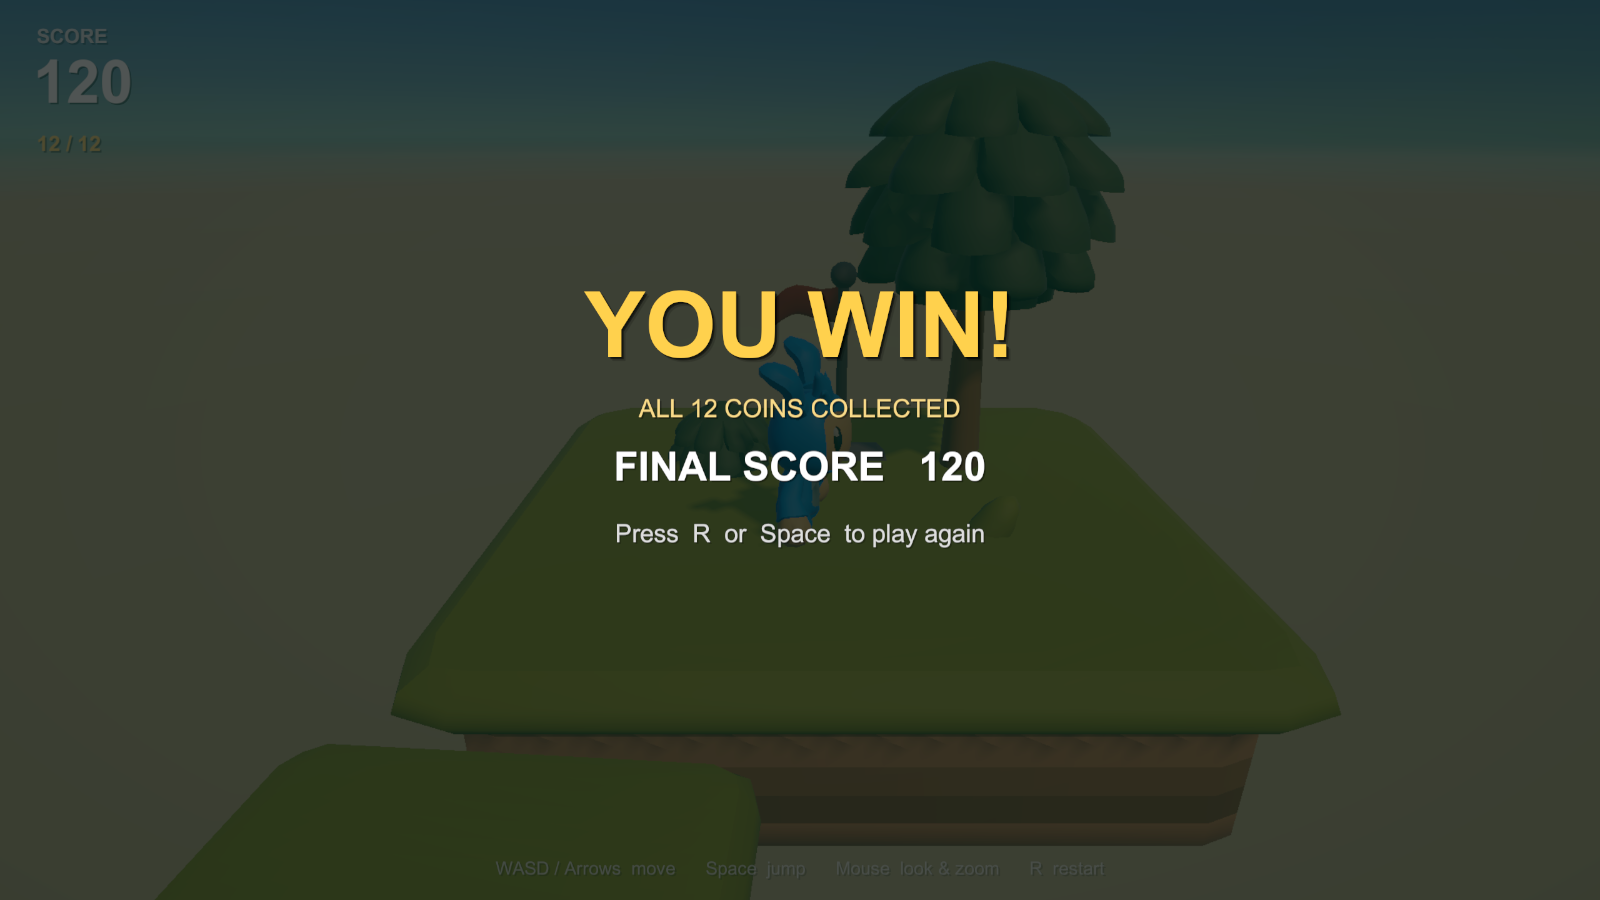 SCORE
120
12 / 12
YOU WIN!
ALL 12 COINS COLLECTED
FINAL SCORE 120
Press R or Space to play again
WASD / Arrows move Space jump Mouse look & zoom R restart